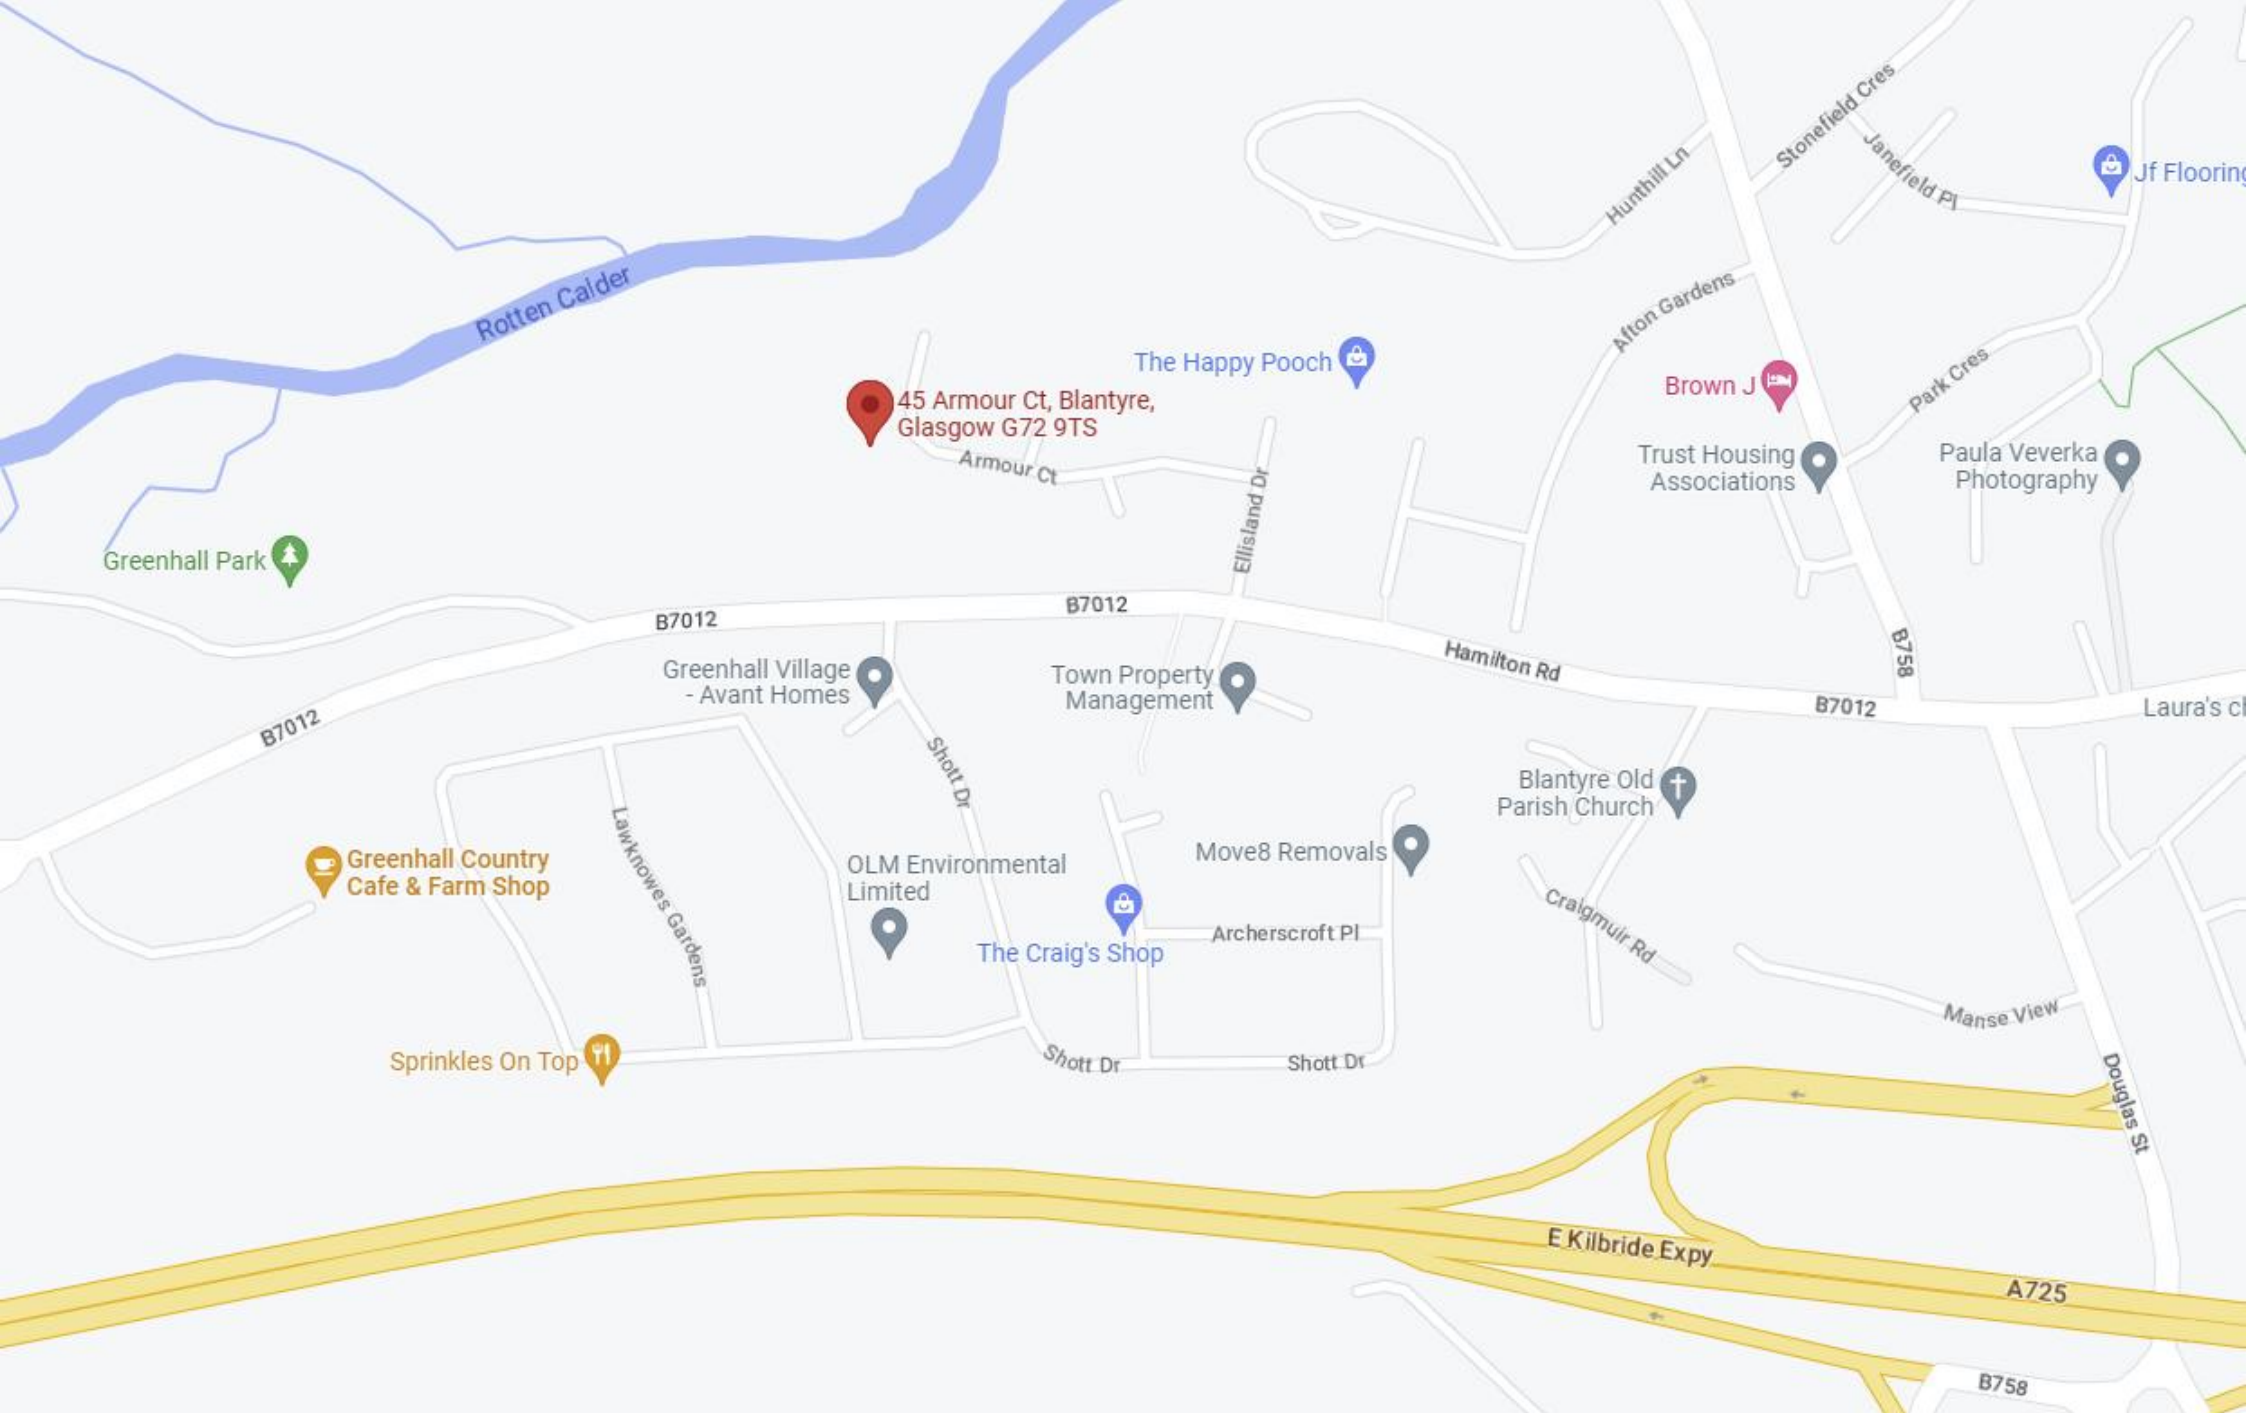 Stonefield Cres
Hunthill Ln
Janefield Pl
Jf Flooring
Rotten Calder
Afton Gardens
The Happy Pooch
Brown J
Park Cres
45 Armour Ct, Blantyre,
Glasgow G72 9TS
Armour Ct
Trust Housing
Associations
Paula Veverka
Photography
Ellisland Dr
Greenhall Park
B7012
B7012
Hamilton Rd
B758
Greenhall Village
- Avant Homes
Town Property
Management
B7012
Laura's ch
B7012
Shott Dr
Blantyre Old
Parish Church
Lawknowes Gardens
Greenhall Country
Cafe & Farm Shop
OLM Environmental
Limited
Move8 Removals
Craigmuir Rd
Archerscroft Pl
The Craig's Shop
Manse View
Sprinkles On Top
Shott Dr
Shott Dr
Douglas St
E Kilbride Expy
A725
B758